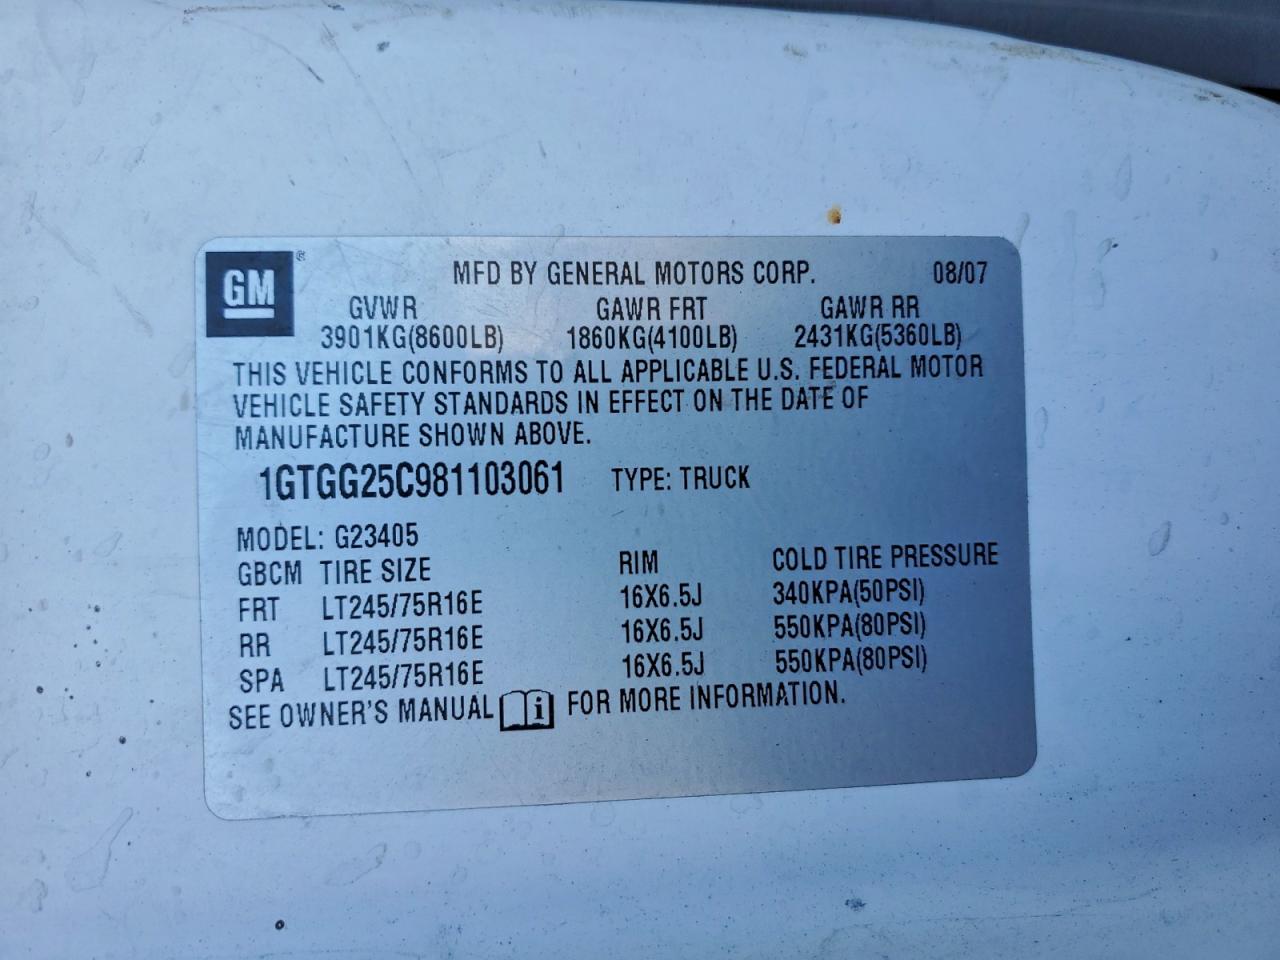 GM ®
MFD BY GENERAL MOTORS CORP. 08/07
GVWR GAWR FRT GAWR RR
3901KG(8600LB) 1860KG(4100LB) 2431KG(5360LB)
THIS VEHICLE CONFORMS TO ALL APPLICABLE U.S. FEDERAL MOTOR
VEHICLE SAFETY STANDARDS IN EFFECT ON THE DATE OF
MANUFACTURE SHOWN ABOVE.
1GTGG25C981103061 TYPE: TRUCK
MODEL: G23405
GBCM TIRE SIZE RIM COLD TIRE PRESSURE
FRT LT245/75R16E 16X6.5J 340KPA(50PSI)
RR LT245/75R16E 16X6.5J 550KPA(80PSI)
SPA LT245/75R16E 16X6.5J 550KPA(80PSI)
SEE OWNER'S MANUAL i FOR MORE INFORMATION.